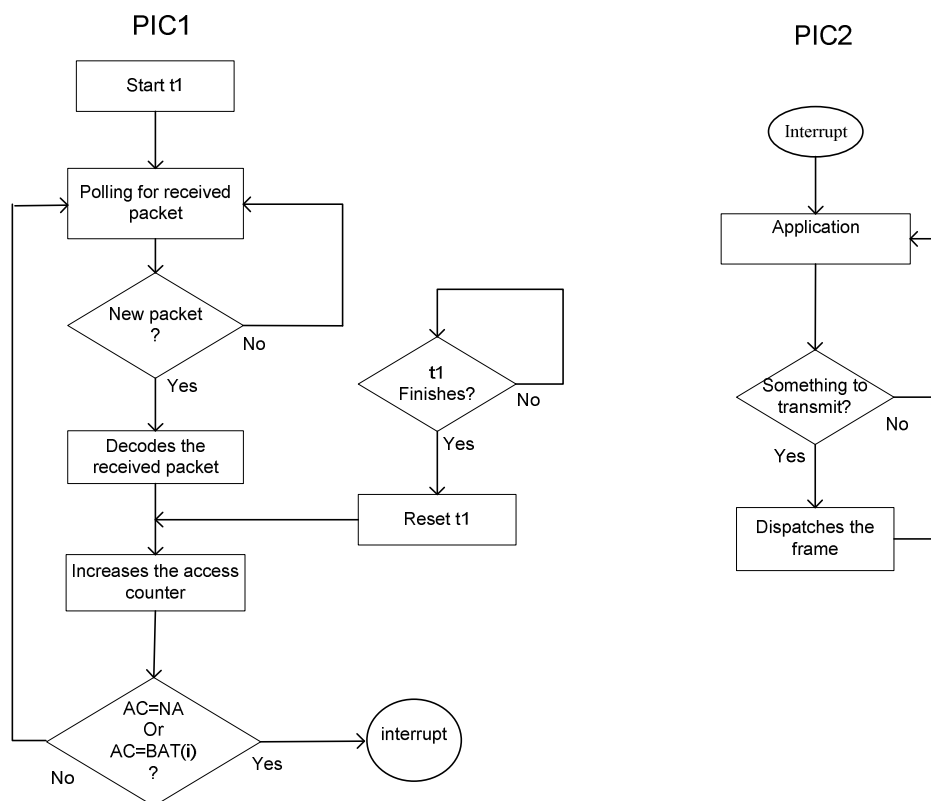 PIC1
Start t1
Polling for received
packet
New packet
?
No
Yes
Decodes the
received packet
t1
Finishes?
No
Yes
Reset t1
Increases the access
counter
AC=NA
Or
AC=BAT(i)
?
No
Yes
interrupt
PIC2
Interrupt
Application
Something to
transmit?
No
Yes
Dispatches the
frame